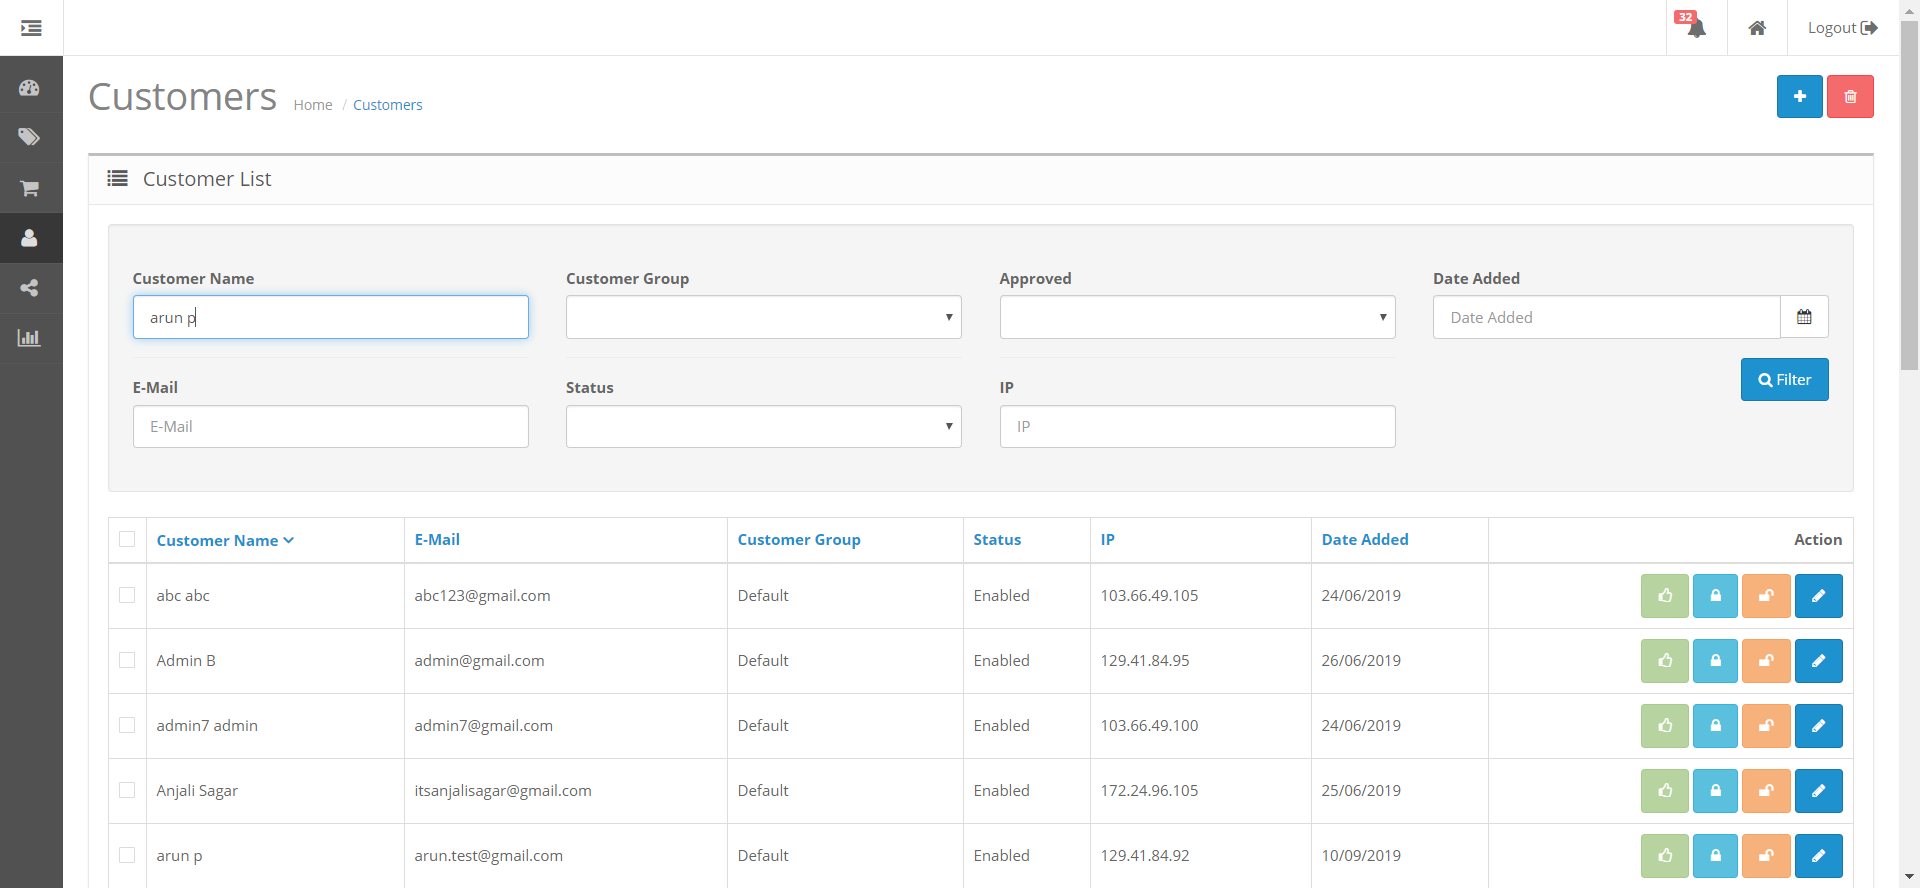 32
Logout
Customers Home / Customers
Customer List
Customer Name Customer Group Approved Date Added
arun p Date Added
E-Mail Status IP Filter
E-Mail IP
Customer Name E-Mail Customer Group Status IP Date Added Action
abc abc abc123@gmail.com Default Enabled 103.66.49.105 24/06/2019
Admin B admin@gmail.com Default Enabled 129.41.84.95 26/06/2019
admin7 admin admin7@gmail.com Default Enabled 103.66.49.100 24/06/2019
Anjali Sagar itsanjalisagar@gmail.com Default Enabled 172.24.96.105 25/06/2019
arun p arun.test@gmail.com Default Enabled 129.41.84.92 10/09/2019